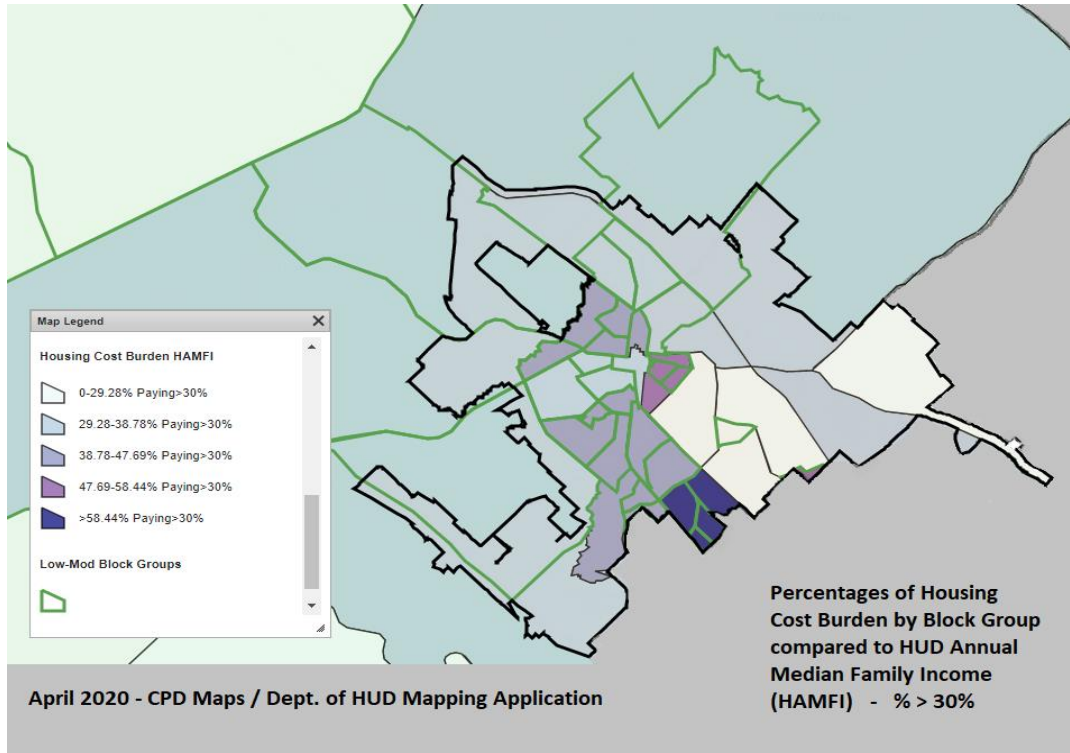 Map Legend
Housing Cost Burden HAMFI
0-29.28% Paying>30%
29.28-38.78% Paying>30%
38.78-47.69% Paying>30%
47.69-58.44% Paying>30%
>58.44% Paying>30%
Low-Mod Block Groups
Percentages of Housing
Cost Burden by Block Group
compared to HUD Annual
Median Family Income
(HAMFI) - % > 30%
April 2020 - CPD Maps / Dept. of HUD Mapping Application